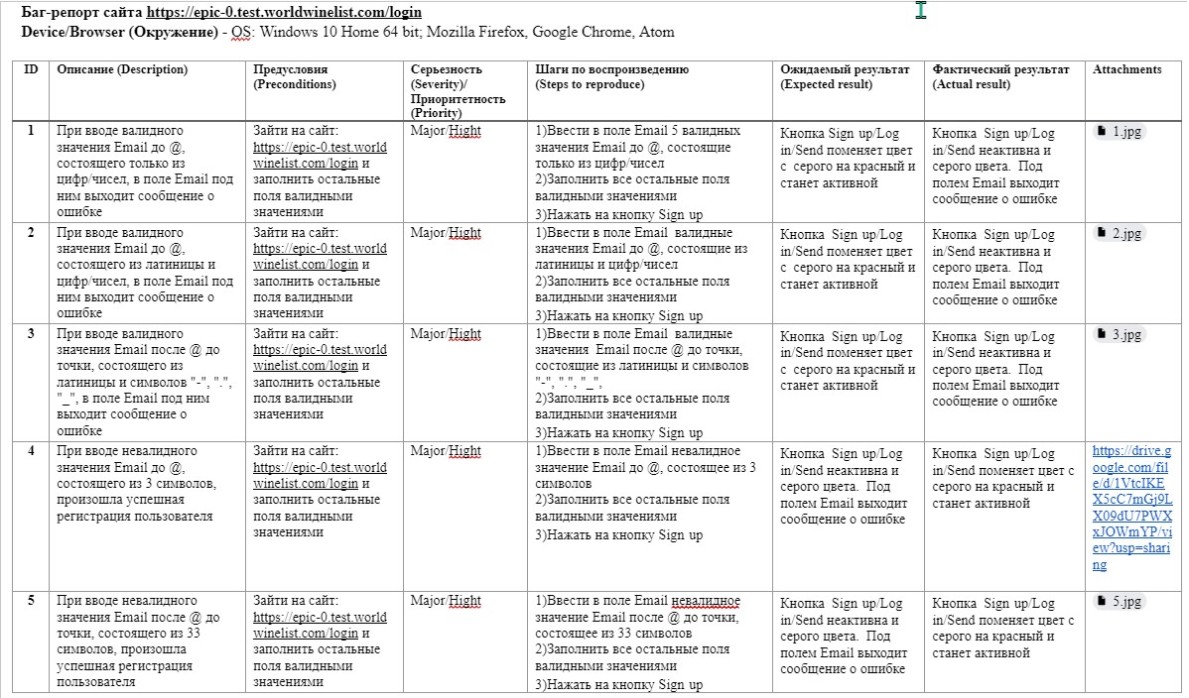 Баг-репорт сайта https://epic-0.test.worldwinelist.com/login
Device/Browser (Окружение) - OS: Windows 10 Home 64 bit; Mozilla Firefox, Google Chrome, Atom
ID
Описание (Description)
Предусловия
(Preconditions)
Серьезность
(Severity)/
Приоритетность
(Priority)
Шаги по воспроизведению
(Steps to reproduce)
Ожидаемый результат
(Expected result)
Фактический результат
(Actual result)
Attachments
1
При вводе валидного
значения Email до @,
состоящего только из
цифр/чисел, в поле Email под
ним выходит сообщение о
ошибке
Зайти на сайт:
https://epic-0.test.world
winelist.com/login и
заполнить остальные
поля валидными
значениями
Major/Hight
1)Ввести в поле Email 5 валидных
значения Email до @, состоящие
только из цифр/чисел
2)Заполнить все остальные поля
валидными значениями
3)Нажать на кнопку Sign up
Кнопка Sign up/Log
in/Send поменяет цвет
с серого на красный и
станет активной
Кнопка Sign up/Log
in/Send неактивна и
серого цвета. Под
полем Email выходит
сообщение о ошибке
1.jpg
2
При вводе валидного
значения Email до @,
состоящего из латиницы и
цифр/чисел, в поле Email под
ним выходит сообщение о
ошибке
Зайти на сайт:
https://epic-0.test.world
winelist.com/login и
заполнить остальные
поля валидными
значениями
Major/Hight
1)Ввести в поле Email валидные
значения Email до @, состоящие из
латиницы и цифр/чисел
2)Заполнить все остальные поля
валидными значениями
3)Нажать на кнопку Sign up
Кнопка Sign up/Log
in/Send поменяет цвет
с серого на красный и
станет активной
Кнопка Sign up/Log
in/Send неактивна и
серого цвета. Под
полем Email выходит
сообщение о ошибке
2.jpg
3
При вводе валидного
значения Email после @ до
точки, состоящего из
латиницы и символов "-", ".",
"_", в поле Email под ним
выходит сообщение о
ошибке
Зайти на сайт:
https://epic-0.test.world
winelist.com/login и
заполнить остальные
поля валидными
значениями
Major/Hight
1)Ввести в поле Email валидные
значения Email после @ до точки,
состоящие из латиницы и символов
"-", ".", "_",
2)Заполнить все остальные поля
валидными значениями
3)Нажать на кнопку Sign up
Кнопка Sign up/Log
in/Send поменяет цвет
с серого на красный и
станет активной
Кнопка Sign up/Log
in/Send неактивна и
серого цвета. Под
полем Email выходит
сообщение о ошибке
3.jpg
4
При вводе невалидного
значения Email до @,
состоящего из 3 символов,
произошла успешная
регистрация пользователя
Зайти на сайт:
https://epic-0.test.world
winelist.com/login и
заполнить остальные
поля валидными
значениями
Major/Hight
1)Ввести в поле Email невалидное
значение Email до @, состоящее из 3
символов
2)Заполнить все остальные поля
валидными значениями
3)Нажать на кнопку Sign up
Кнопка Sign up/Log
in/Send неактивна и
серого цвета. Под
полем Email выходит
сообщение о ошибке
Кнопка Sign up/Log
in/Send поменяет цвет с
серого на красный и
станет активной
https://drive.g
oogle.com/fil
e/d/1VtcIKE
X5cC7mGj9L
X09dU7PWX
xJOWmYP/vi
ew?usp=shari
ng
5
При вводе невалидного
значения Email после @ до
точки, состоящего из 33
символов, произошла
успешная регистрация
пользователя
Зайти на сайт:
https://epic-0.test.world
winelist.com/login и
заполнить остальные
поля валидными
значениями
Major/Hight
1)Ввести в поле Email невалидное
значение Email после @ до точки,
состоящее из 33 символов
2)Заполнить все остальные поля
валидными значениями
3)Нажать на кнопку Sign up
Кнопка Sign up/Log
in/Send неактивна и
серого цвета. Под
полем Email выходит
сообщение о ошибке
Кнопка Sign up/Log
in/Send поменяет цвет с
серого на красный и
станет активной
5.jpg